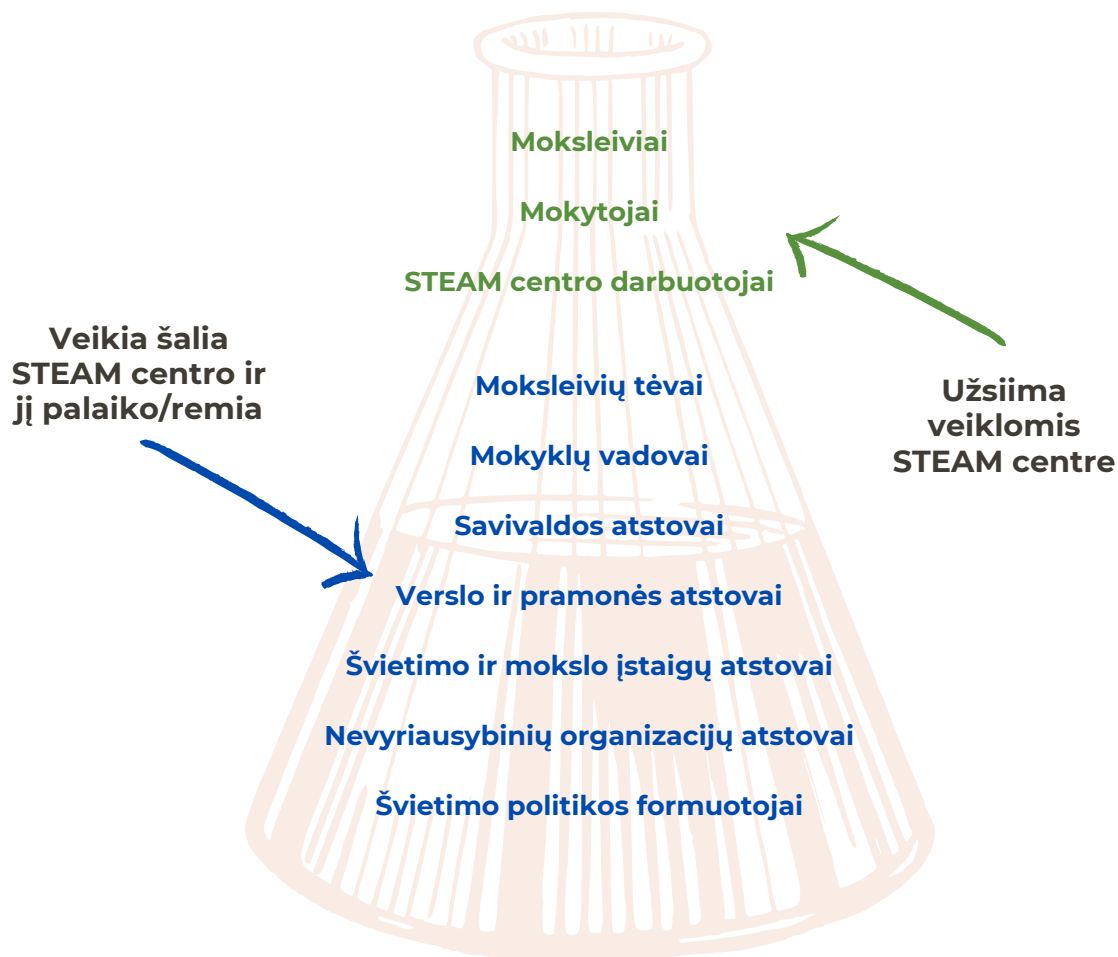 Moksleiviai
Mokytojai
STEAM centro darbuotojai
Veikia šalia
STEAM centro ir
jį palaiko/remia
Užsiima
veiklomis
STEAM centre
Moksleivių tėvai
Mokyklų vadovai
Savivaldos atstovai
Verslo ir pramonės atstovai
Švietimo ir mokslo įstaigų atstovai
Nevyriausybinių organizacijų atstovai
Švietimo politikos formuotojai